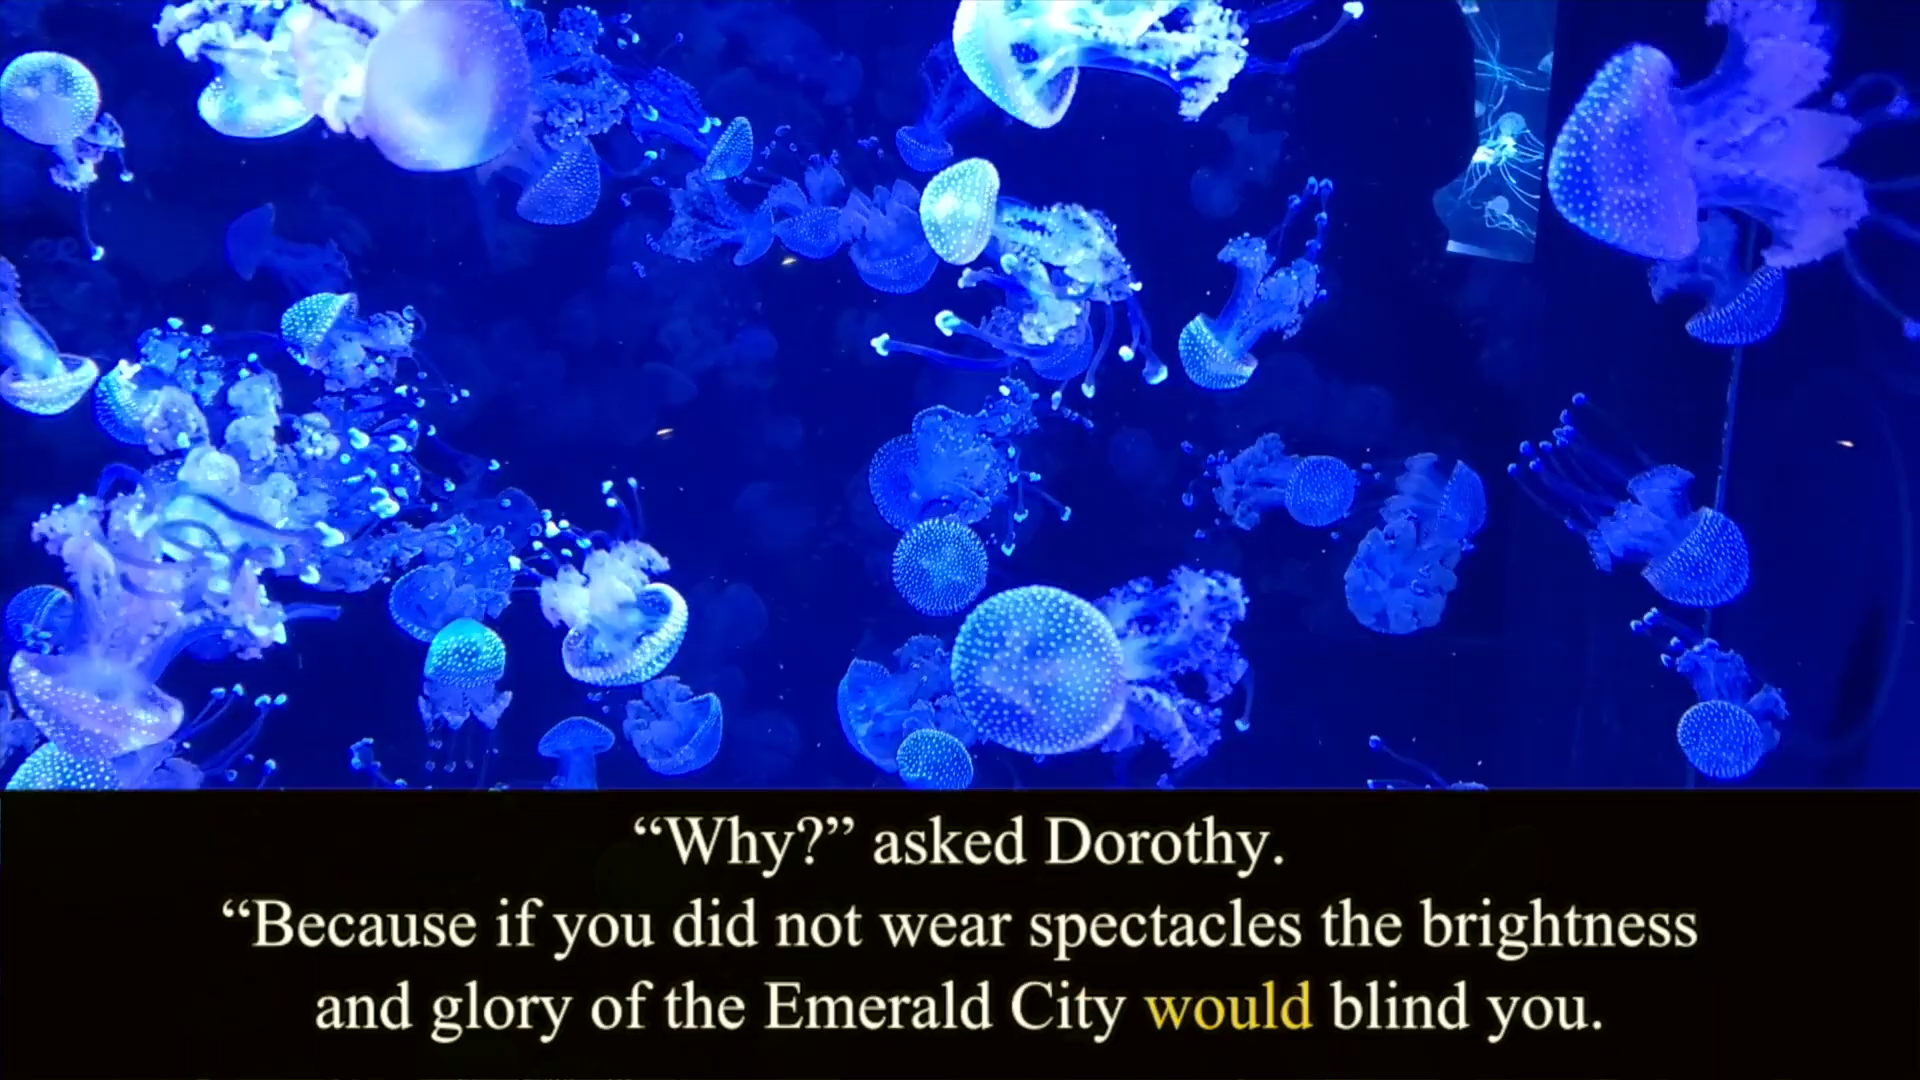 “Why?” asked Dorothy.
“Because if you did not wear spectacles the brightness
and glory of the Emerald City would blind you.